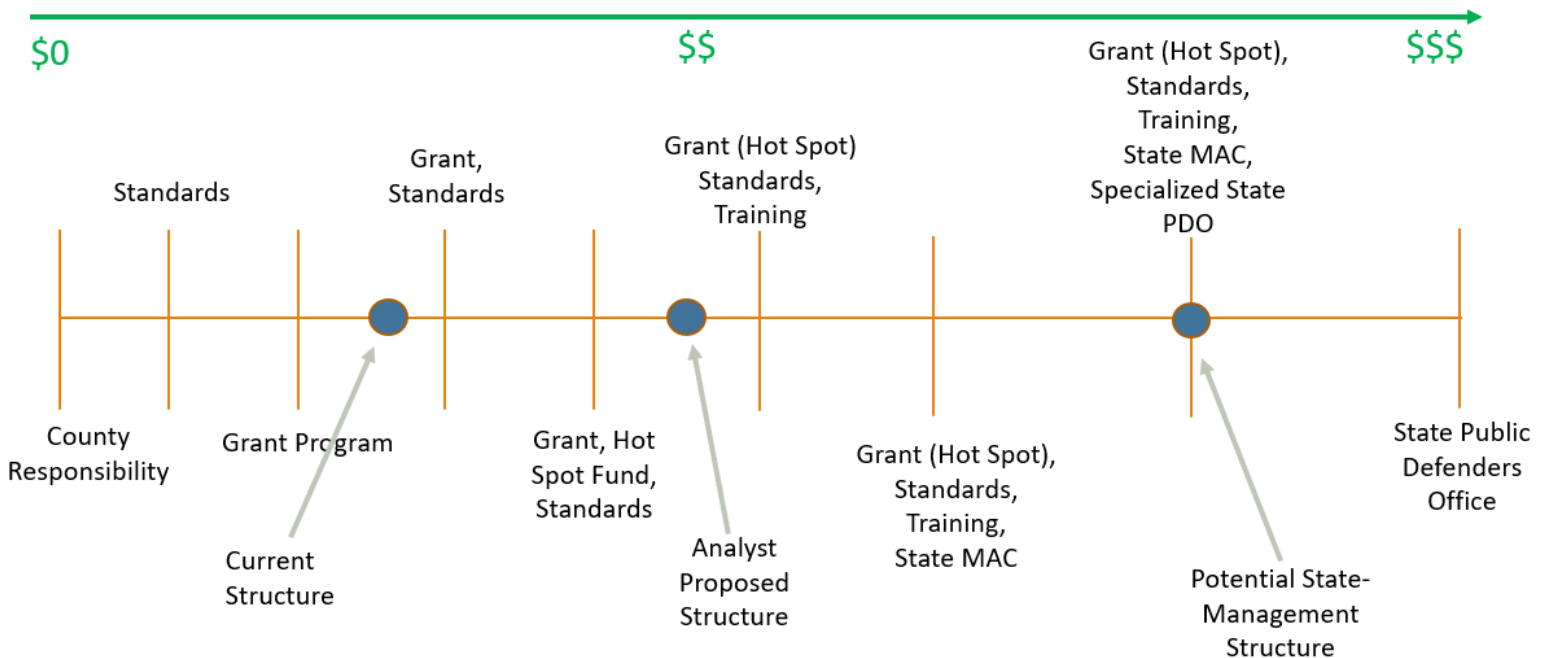 $0
$$
$$$
Standards
Grant,
Standards
Grant (Hot Spot)
Standards,
Training
Grant (Hot Spot),
Standards,
Training,
State MAC,
Specialized State
PDO
County
Responsibility
Grant Program
Grant, Hot
Spot Fund,
Standards
Grant (Hot Spot),
Standards,
Training,
State MAC
State Public
Defenders
Office
Current
Structure
Analyst
Proposed
Structure
Potential State-
Management
Structure